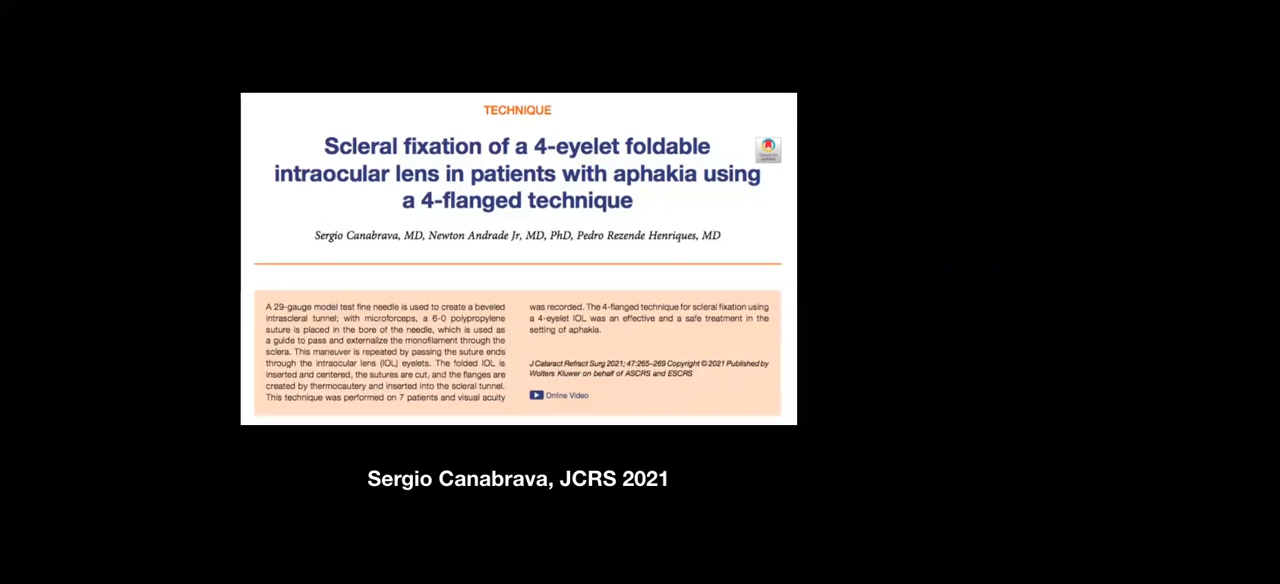 TECHNIQUE
Scleral fixation of a 4-eyelet foldable
intraocular lens in patients with aphakia using
a 4-flanged technique
Check for
updates
Sergio Canabrava, MD, Newton Andrade Jr, MD, PhD, Pedro Rezende Henriques, MD
A 29-gauge model test fine needle is used to create a beveled
intrascleral tunnel; with microforceps, a 6-0 polypropylene
suture is placed in the bore of the needle, which is used as
a guide to pass and externalize the monofilament through the
sclera. This maneuver is repeated by passing the suture ends
through the intraocular lens (IOL) eyelets. The folded IOL is
inserted and centered, the sutures are cut, and the flanges are
created by thermocautery and inserted into the scleral tunnel.
This technique was performed on 7 patients and visual acuity
was recorded. The 4-flanged technique for scleral fixation using
a 4-eyelet IOL was an effective and a safe treatment in the
setting of aphakia.
J Cataract Refract Surg 2021; 47:265–269 Copyright © 2021 Published by
Wolters Kluwer on behalf of ASCRS and ESCRS
Online Video
Sergio Canabrava, JCRS 2021